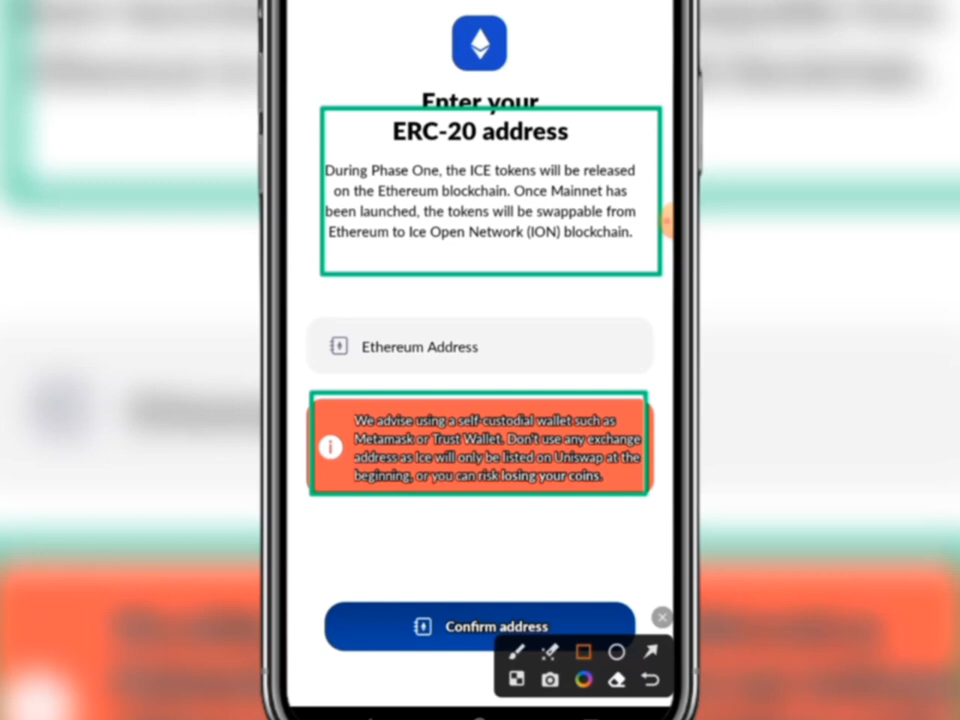 Enter your
ERC-20 address
During Phase One, the ICE tokens will be released
on the Ethereum blockchain. Once Mainnet has
been launched, the tokens will be swappable from
Ethereum to Ice Open Network (ION) blockchain.
Ethereum Address
We advise using a self-custodial wallet such as
Metamask or Trust Wallet. Don't use any exchange
address as Ice will only be listed on Uniswap at the
beginning, or you can risk losing your coins.
Confirm address